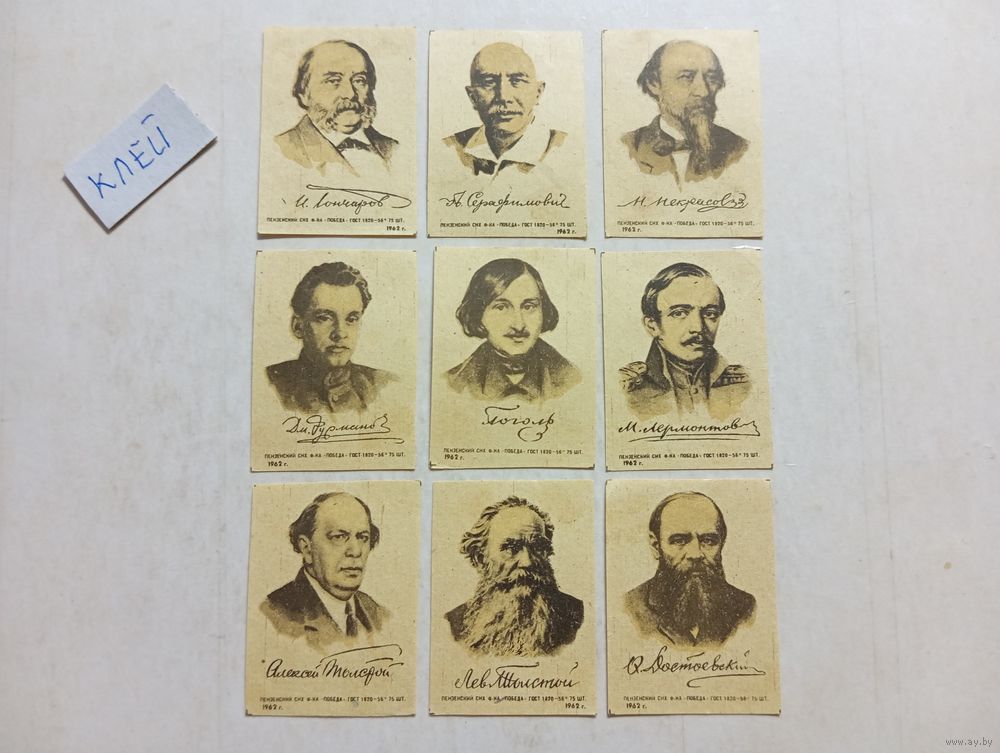 КЛЕЙ
И. Гончаров
ПЕНЗЕНСКИЙ СНХ Ф-КА «ПОБЕДА» ГОСТ 1820-56* 75 ШТ.
1962 г.
А. Серафимович
ПЕНЗЕНСКИЙ СНХ Ф-КА «ПОБЕДА» ГОСТ 1820-56* 75 ШТ.
1962 г.
Н. Некрасов
ПЕНЗЕНСКИЙ СНХ Ф-КА «ПОБЕДА» ГОСТ 1820-56* 75 ШТ.
1962 г.
Дм. Фурманов
ПЕНЗЕНСКИЙ СНХ Ф-КА «ПОБЕДА» ГОСТ 1820-56* 75 ШТ.
1962 г.
Гоголь
ПЕНЗЕНСКИЙ СНХ Ф-КА «ПОБЕДА» ГОСТ 1820-56* 75 ШТ.
1962 г.
М. Лермонтов
ПЕНЗЕНСКИЙ СНХ Ф-КА «ПОБЕДА» ГОСТ 1820-56* 75 ШТ.
1962 г.
Алексей Толстой
ПЕНЗЕНСКИЙ СНХ Ф-КА «ПОБЕДА» ГОСТ 1820-56* 75 ШТ.
1962 г.
Лев Толстой
ПЕНЗЕНСКИЙ СНХ Ф-КА «ПОБЕДА» ГОСТ 1820-56* 75 ШТ.
1962 г.
Ф. Достоевский
ПЕНЗЕНСКИЙ СНХ Ф-КА «ПОБЕДА» ГОСТ 1820-56* 75 ШТ.
1962 г.
www.ay.by